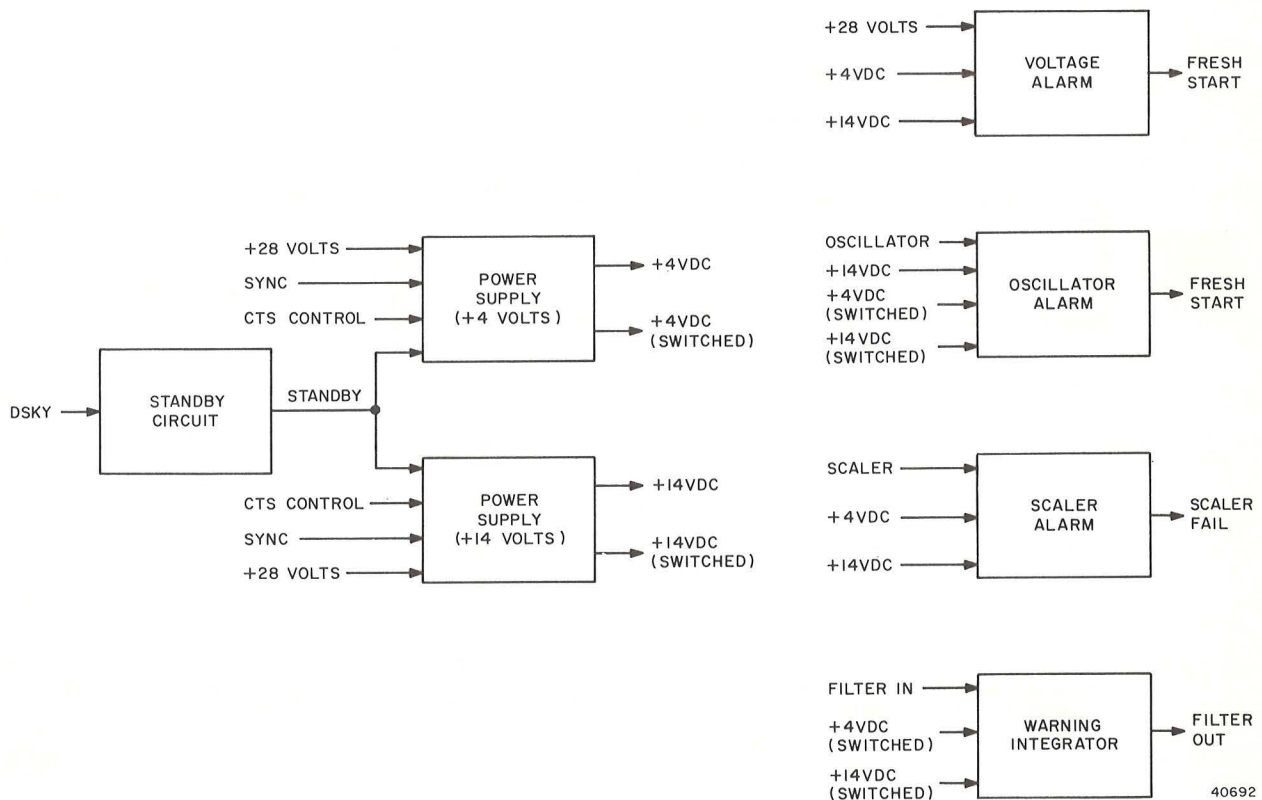 DSKY
STANDBY
CIRCUIT
STANDBY
+28 VOLTS
SYNC
CTS CONTROL
POWER
SUPPLY
(+4 VOLTS)
+4VDC
+4VDC
(SWITCHED)
CTS CONTROL
SYNC
+28 VOLTS
POWER
SUPPLY
(+14 VOLTS)
+14VDC
+14VDC
(SWITCHED)
+28 VOLTS
+4VDC
+14VDC
VOLTAGE
ALARM
FRESH
START
OSCILLATOR
+14VDC
+4VDC
(SWITCHED)
+14VDC
(SWITCHED)
OSCILLATOR
ALARM
FRESH
START
SCALER
+4VDC
+14VDC
SCALER
ALARM
SCALER
FAIL
FILTER IN
+4VDC
(SWITCHED)
+14VDC
(SWITCHED)
WARNING
INTEGRATOR
FILTER
OUT
40692